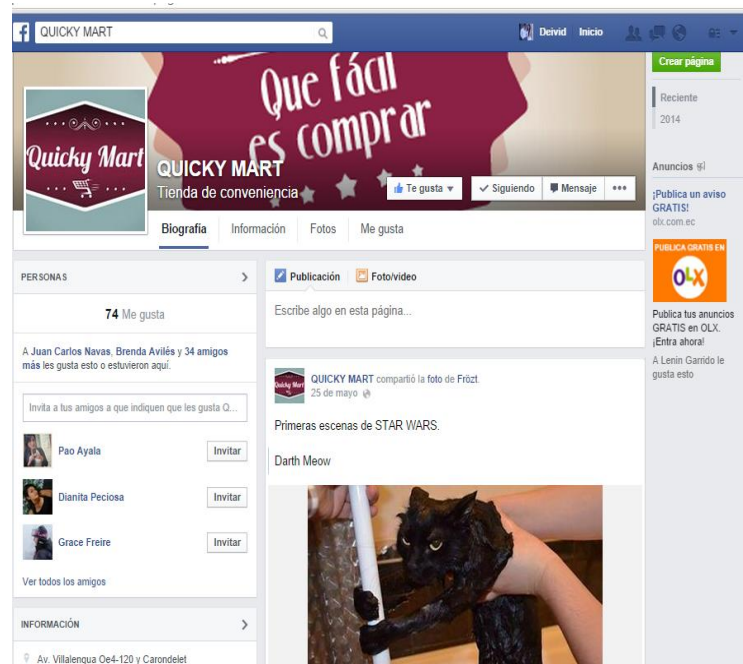 QUICKY MART
Deivid Inicio
Que fácil
es comprar
Quicky Mart
QUICKY MART
Tienda de conveniencia
Te gusta
Siguiendo
Mensaje
Biografía Información Fotos Me gusta
PERSONAS
74 Me gusta
A Juan Carlos Navas, Brenda Avilés y 34 amigos
más les gusta esto o estuvieron aquí.
Invita a tus amigos a que indiquen que les gusta Q...
Pao Ayala Invitar
Dianita Peciosa Invitar
Grace Freire Invitar
Ver todos los amigos
INFORMACIÓN
Av. Villalengua Oe4-120 y Carondelet
Publicación Foto/video
Escribe algo en esta página...
Quicky Mart
QUICKY MART compartió la foto de Frözt.
25 de mayo
Primeras escenas de STAR WARS.
Darth Meow
Crear página
Reciente
2014
Anuncios
¡Publica un aviso
GRATIS!
olx.com.ec
PUBLICA GRATIS EN
OLX
Publica tus anuncios
GRATIS en OLX.
¡Entra ahora!
A Lenin Garrido le
gusta esto